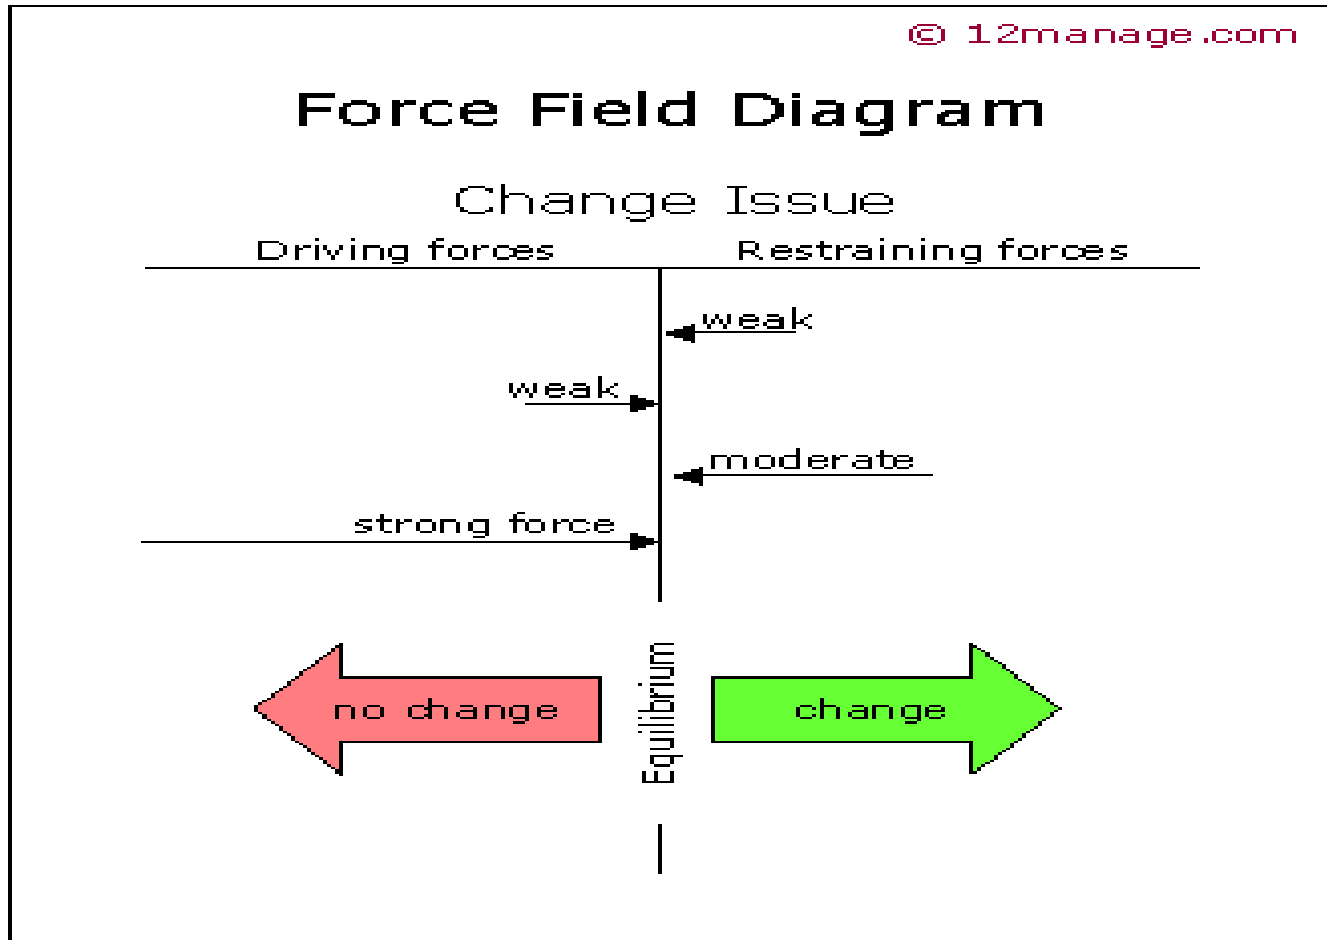 © 12manage.com
Force Field Diagram
Change Issue
Driving forces
Restraining forces
weak
weak
moderate
strong force
no change
Equilibrium
change